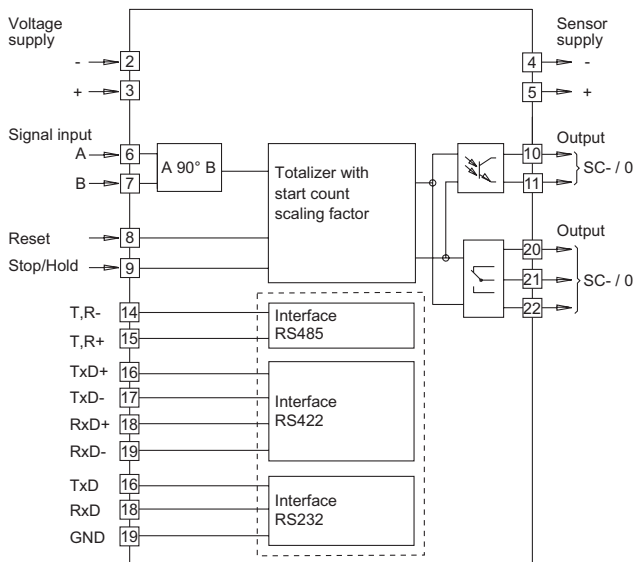 Voltage
supply
- 2
+ 3
Sensor
supply
4 -
5 +
Signal input
A 6
B 7
A 90° B
Totalizer with
start count
scaling factor
Output
10
11
SC- / 0
Reset 8
Stop/Hold 9
Output
20
21
22
SC- / 0
T,R- 14
T,R+ 15
Interface
RS485
TxD+ 16
TxD- 17
RxD+ 18
RxD- 19
Interface
RS422
TxD 16
RxD 18
GND 19
Interface
RS232